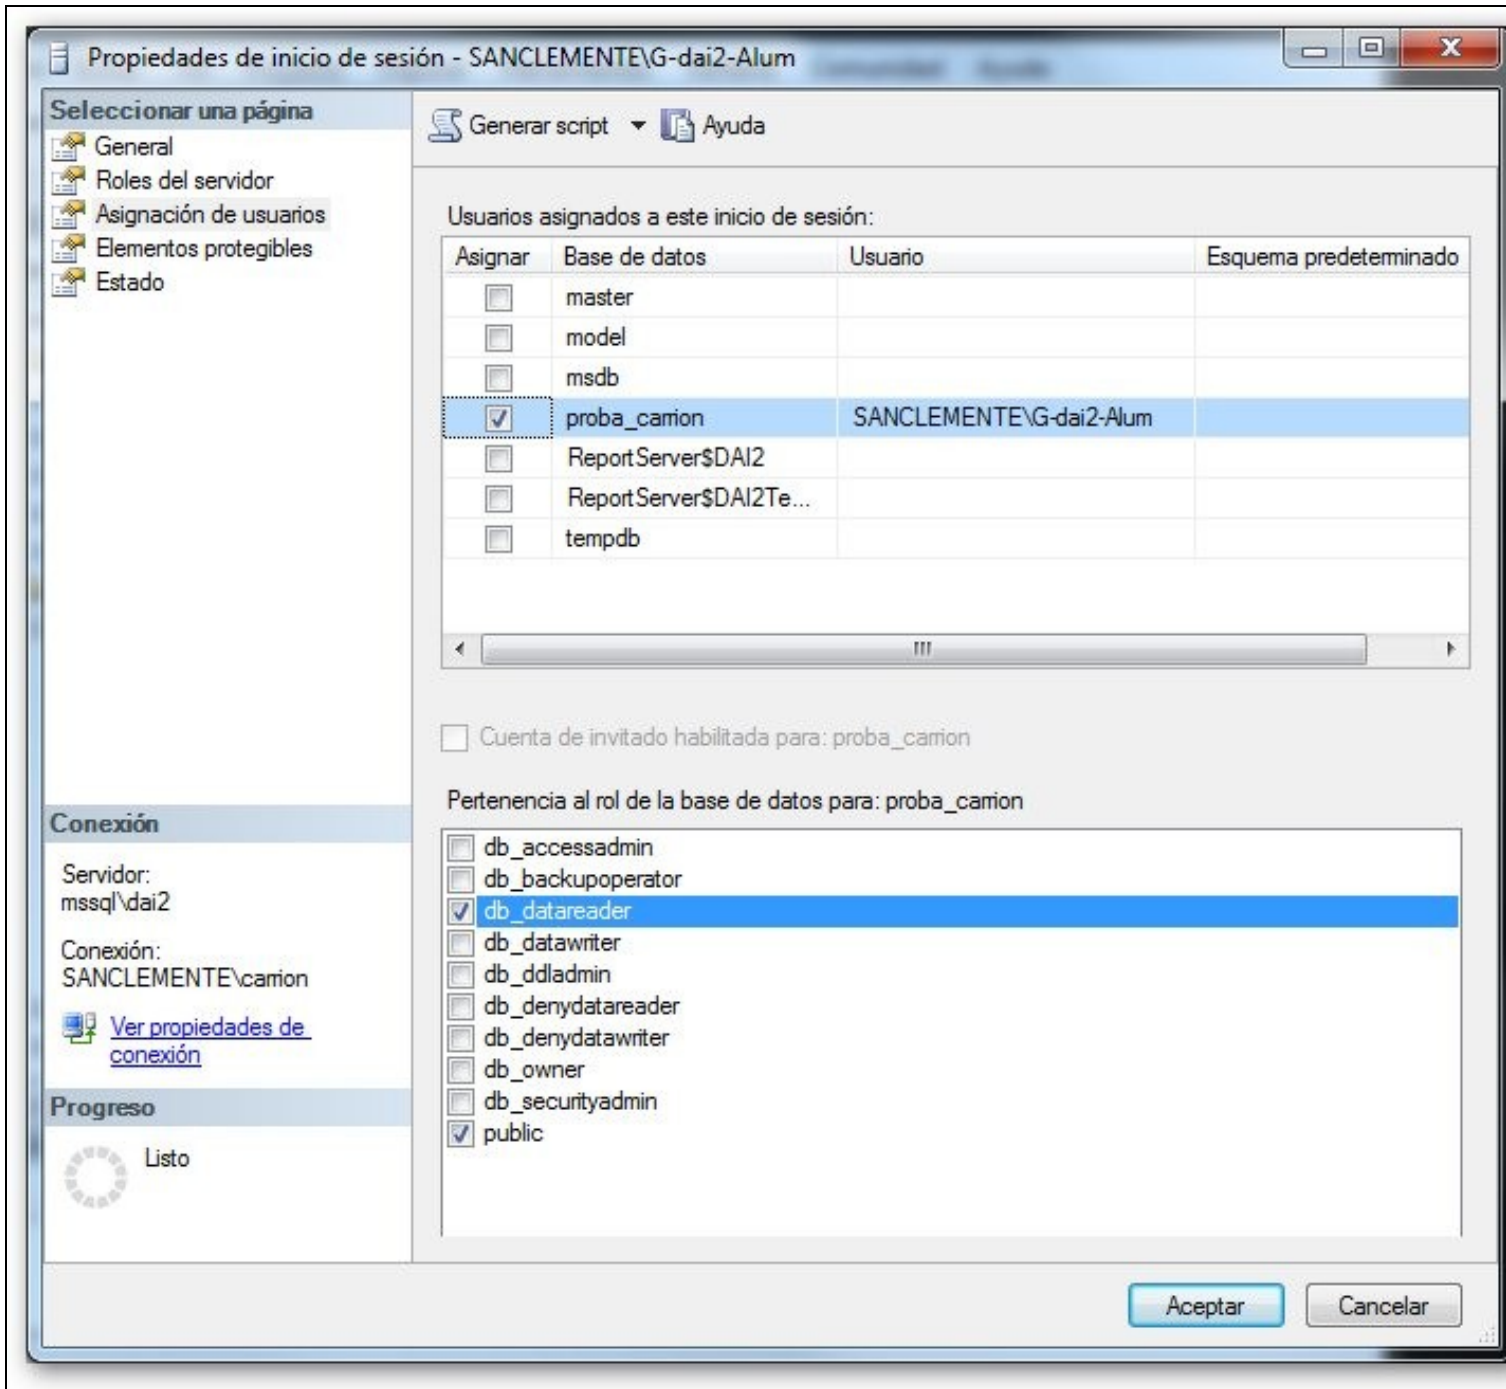 Propiedades de inicio de sesión - SANCLEMENTE\G-dai2-Alum
Seleccionar una página
General
Roles del servidor
Asignación de usuarios
Elementos protegibles
Estado
Generar script
Ayuda
Usuarios asignados a este inicio de sesión:
Asignar Base de datos Usuario Esquema predeterminado
master
model
msdb
proba_carrion SANCLEMENTE\G-dai2-Alum
ReportServer$DAI2
ReportServer$DAI2Te...
tempdb
Cuenta de invitado habilitada para: proba_carrion
Pertenencia al rol de la base de datos para: proba_carrion
db_accessadmin
db_backupoperator
db_datareader
db_datawriter
db_ddladmin
db_denydatareader
db_denydatawriter
db_owner
db_securityadmin
public
Conexión
Servidor:
mssql\dai2
Conexión:
SANCLEMENTE\carrion
Ver propiedades de
conexión
Progreso
Listo
Aceptar
Cancelar